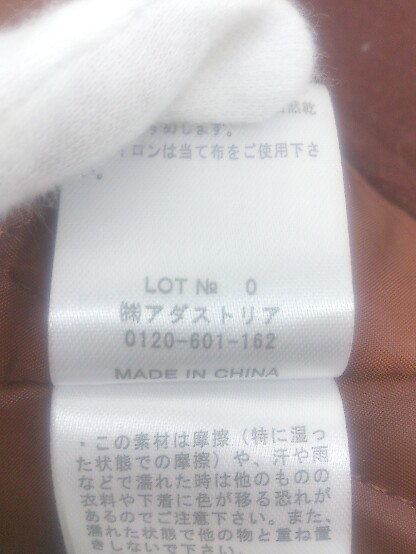 然乾
すめします。
イロンは当て布をご使用下さ
。
LOT № 0
㈱アダストリア
0120-601-162
MADE IN CHINA
・この素材は摩擦（特に湿っ
た状態での摩擦）や、汗や雨
などで濡れた時は他のものの
衣料や下着に色が移る恐れが
あるのでご注意下さい。また、
濡れた状態で他の物と重ね置
きしないで下さい。